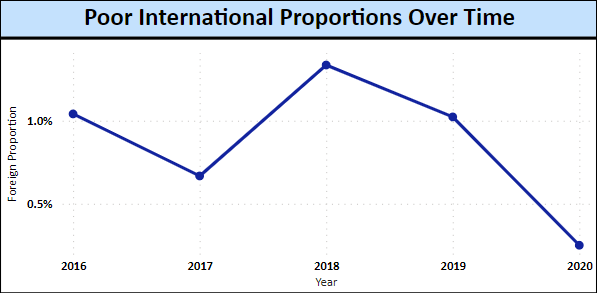 Poor International Proportions Over Time
Foreign Proportion
1.0%
0.5%
2016 2017 2018 2019 2020
Year